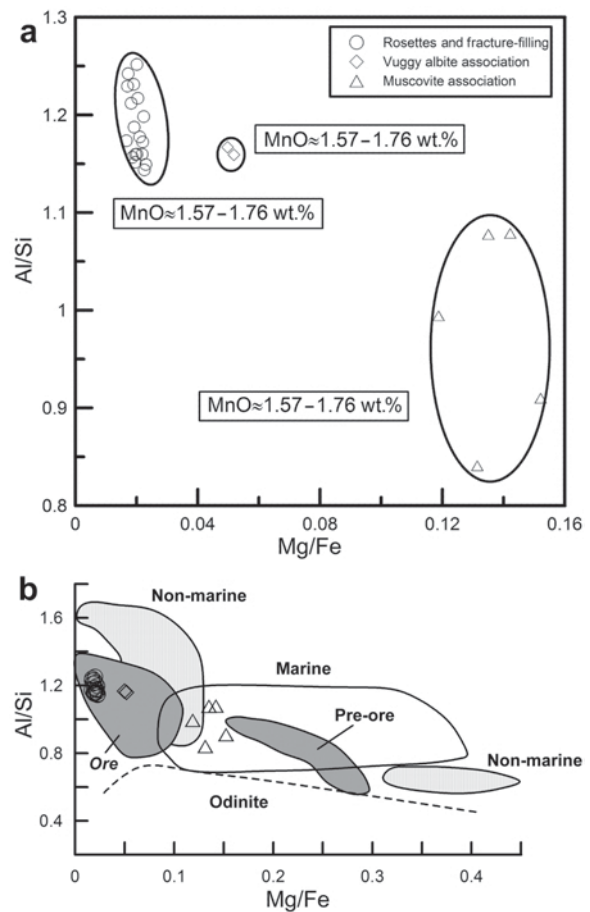 a
1.3
1.2
1.1
1
0.9
0.8
Al/Si
Rosettes and fracture-filling
Vuggy albite association
Muscovite association
MnO≈1.57–1.76 wt.%
MnO≈1.57–1.76 wt.%
MnO≈1.57–1.76 wt.%
0 0.04 0.08 0.12 0.16
Mg/Fe
b
1.6
1.2
0.8
0.4
Al/Si
Non-marine
Marine
Pre-ore
Ore
Non-marine
Odinite
0 0.1 0.2 0.3 0.4
Mg/Fe